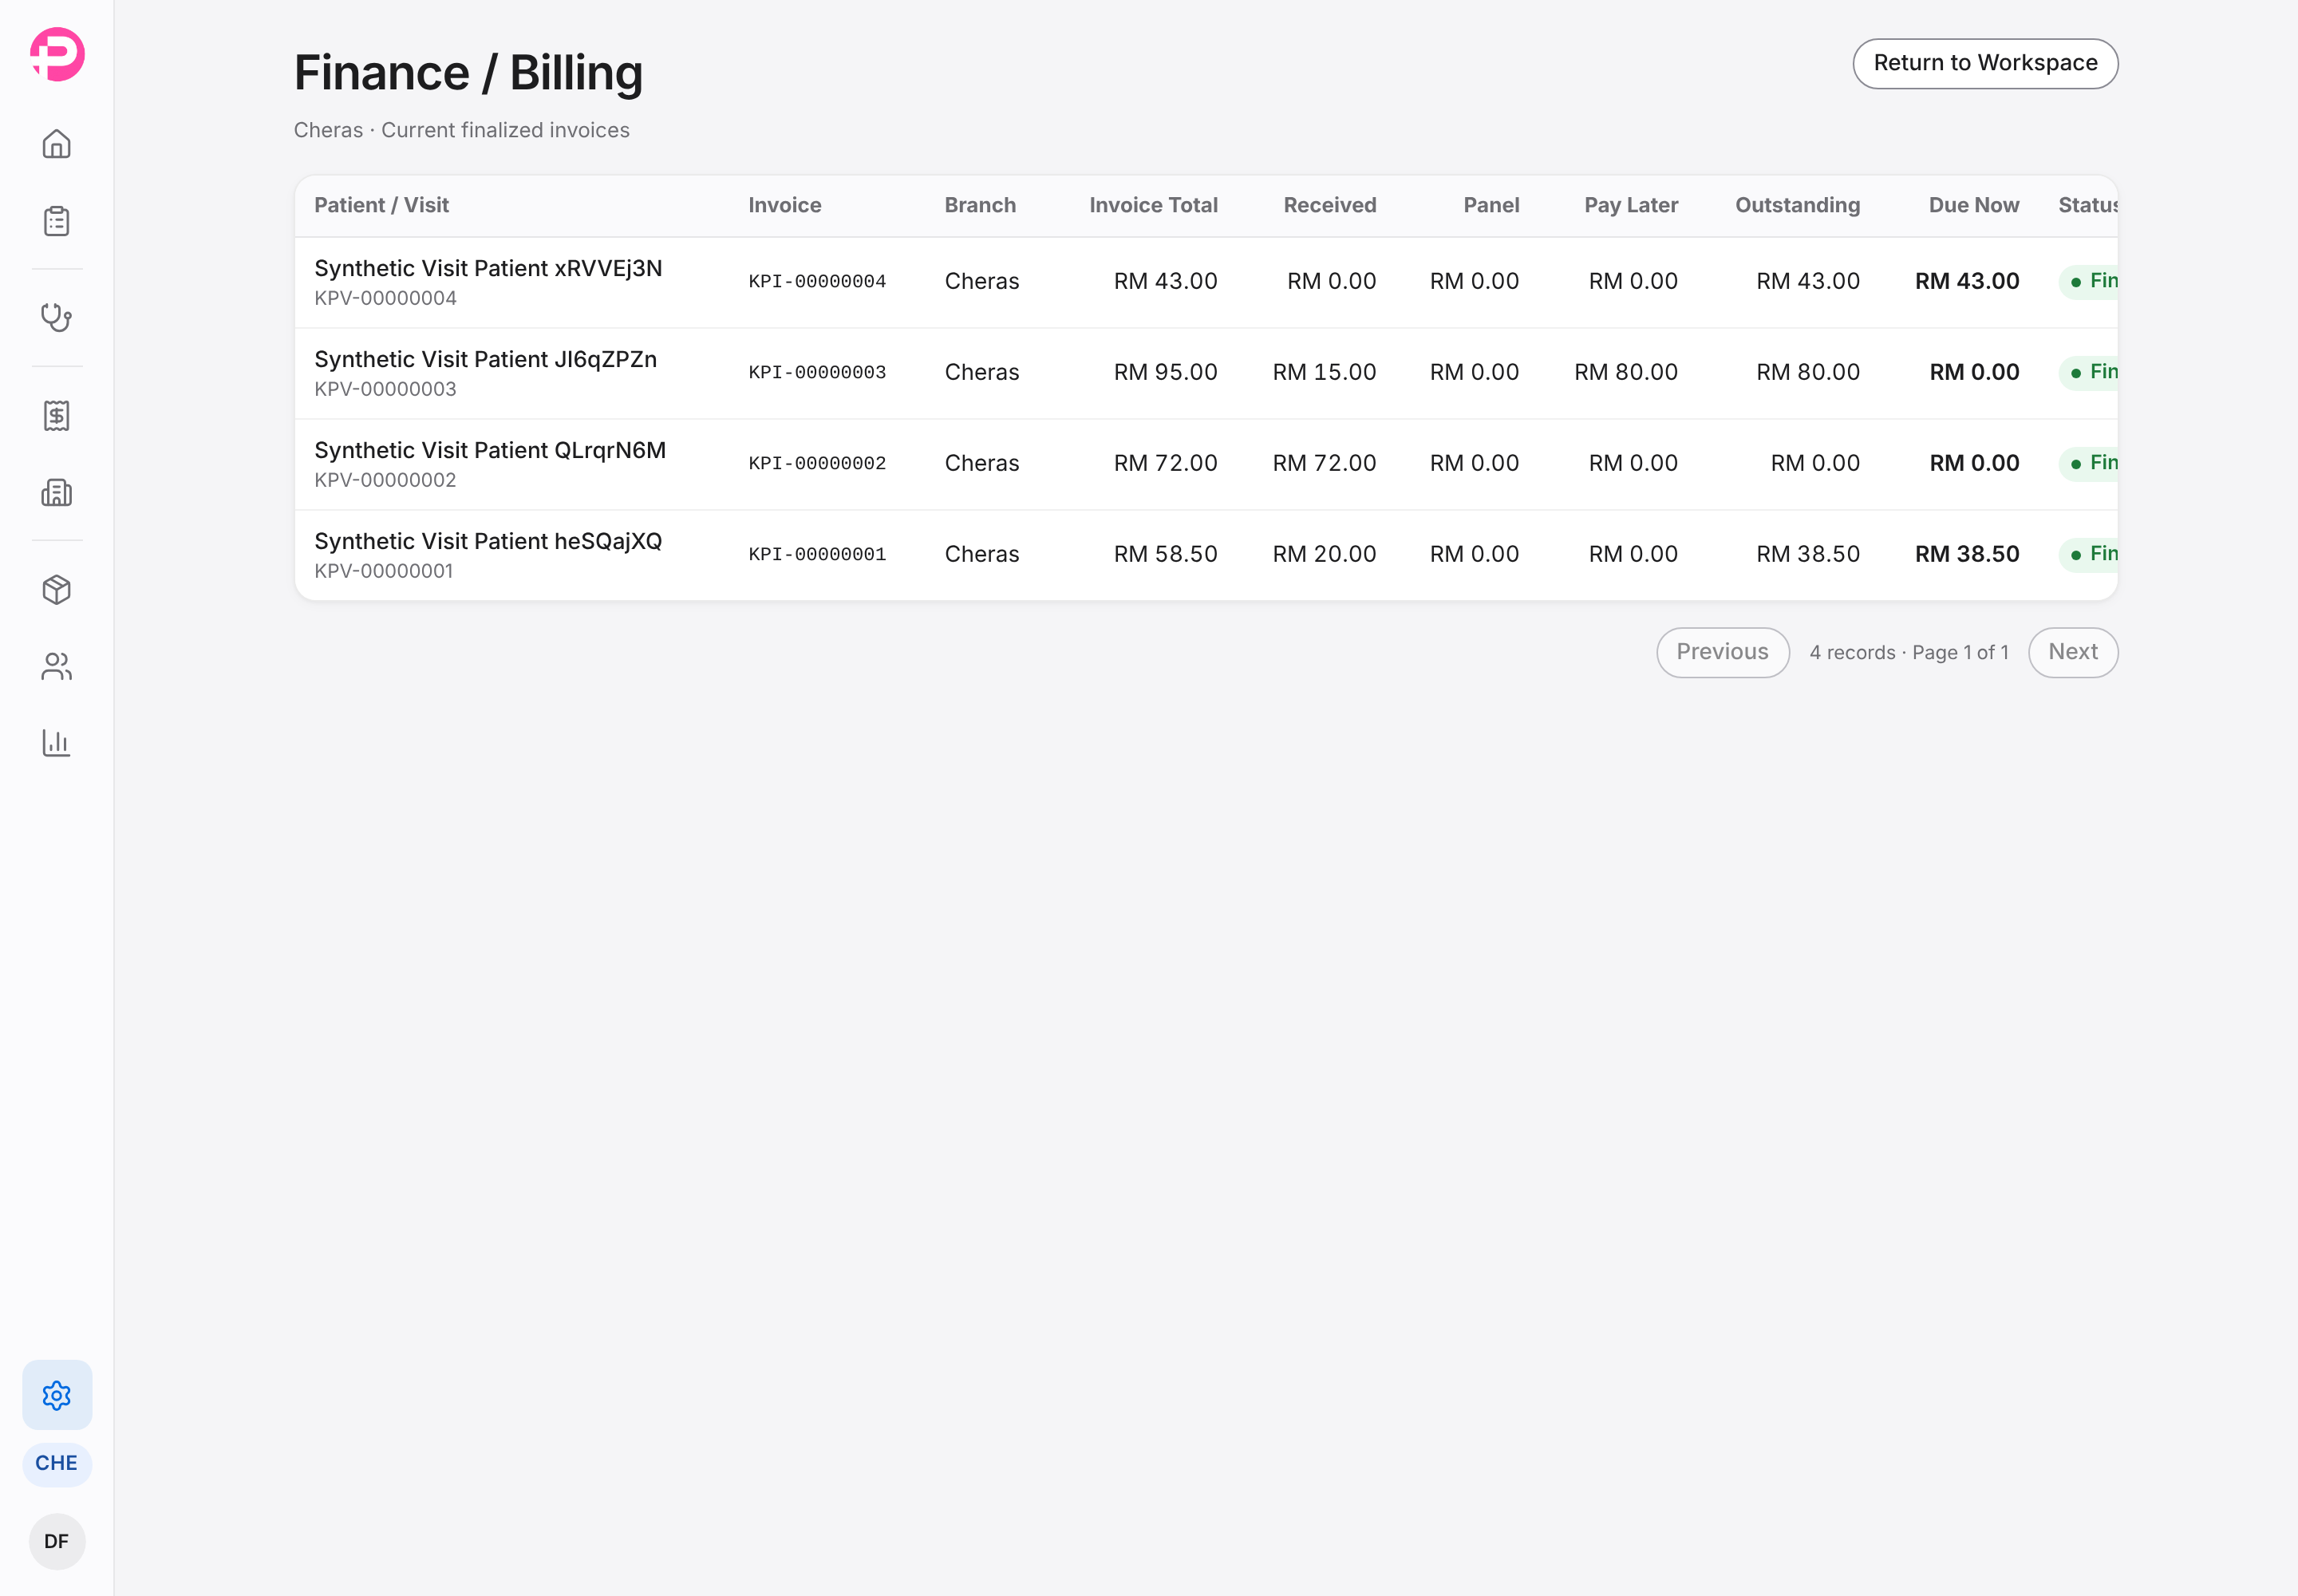 Finance / Billing
Return to Workspace
Cheras · Current finalized invoices
Patient / Visit Invoice Branch Invoice Total Received Panel Pay Later Outstanding Due Now Status
Synthetic Visit Patient xRVVEj3N
KPV-00000004
KPI-00000004 Cheras RM 43.00 RM 0.00 RM 0.00 RM 0.00 RM 43.00 RM 43.00 Fin
Synthetic Visit Patient JI6qZPZn
KPV-00000003
KPI-00000003 Cheras RM 95.00 RM 15.00 RM 0.00 RM 80.00 RM 80.00 RM 0.00 Fin
Synthetic Visit Patient QLrqrN6M
KPV-00000002
KPI-00000002 Cheras RM 72.00 RM 72.00 RM 0.00 RM 0.00 RM 0.00 RM 0.00 Fin
Synthetic Visit Patient heSQajXQ
KPV-00000001
KPI-00000001 Cheras RM 58.50 RM 20.00 RM 0.00 RM 0.00 RM 38.50 RM 38.50 Fin
Previous 4 records · Page 1 of 1 Next
CHE
DF